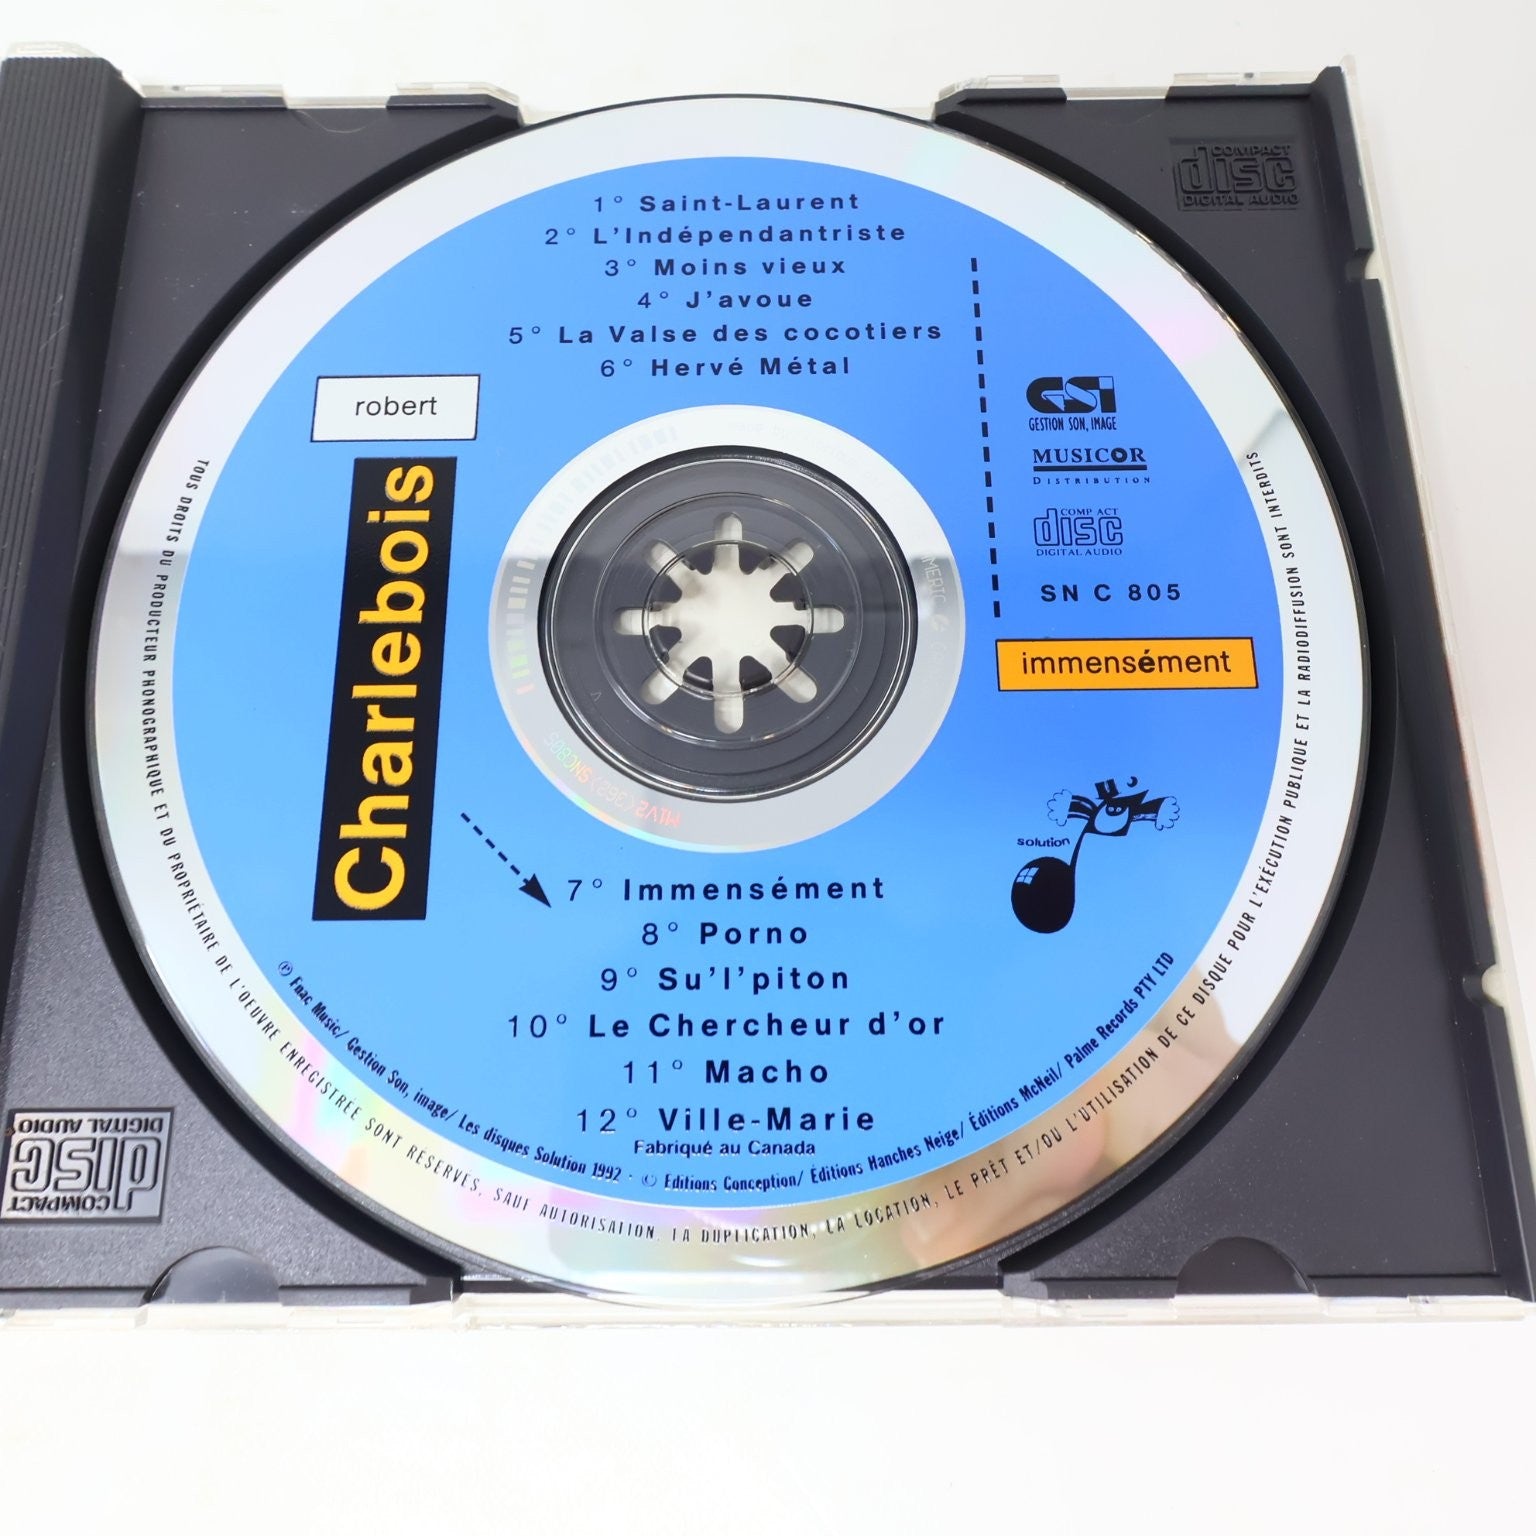 COMPACT
disc
DIGITAL AUDIO
1° Saint-Laurent
2° L'Indépendantriste
3° Moins vieux
4° J'avoue
5° La Valse des cocotiers
6° Hervé Métal
robert
Charlebois
GSI
GESTION SON, IMAGE
MUSICOR
DISTRIBUTION
COMPACT
disc
DIGITAL AUDIO
SN C 805
immensément
solution
7° Immensément
8° Porno
9° Su'l'piton
10° Le Chercheur d'or
11° Macho
12° Ville-Marie
Fabriqué au Canada
℗ Fnac Music/ Gestion Son, image/ Les disques Solution 1992 · © Editions Conception/ Éditions Hanches Neige/ Éditions McNeil/ Palme Records PTY LTD
TOUS DROITS DU PRODUCTEUR PHONOGRAPHIQUE ET DU PROPRIÉTAIRE DE L'OEUVRE ENREGISTRÉE SONT RÉSERVÉS. SAUF AUTORISATION, LA DUPLICATION, LA LOCATION, LE PRÊT ET/OU L'UTILISATION DE CE DISQUE POUR L'EXÉCUTION PUBLIQUE ET LA RADIODIFFUSION SONT INTERDITS
M1V2(362)SNC805
COMPACT
disc
DIGITAL AUDIO